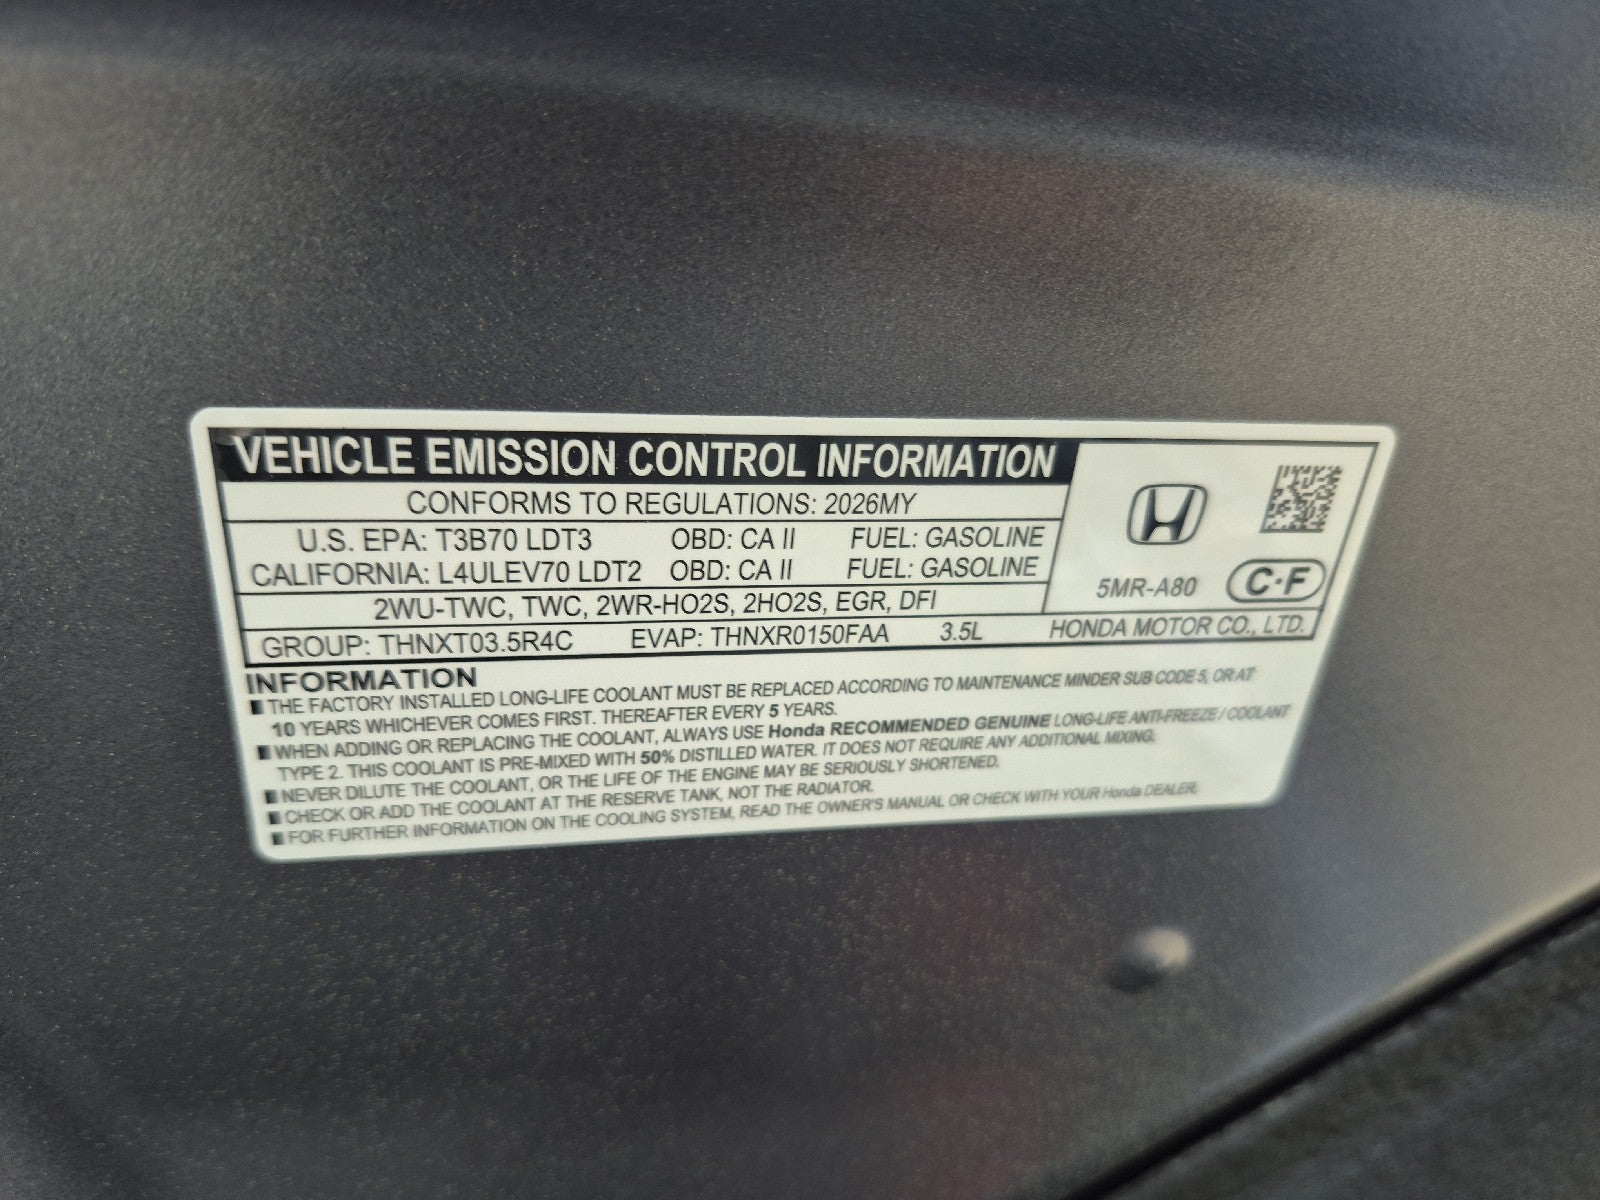 VEHICLE EMISSION CONTROL INFORMATION
CONFORMS TO REGULATIONS: 2026MY
U.S. EPA: T3B70 LDT3 OBD: CA II FUEL: GASOLINE
CALIFORNIA: L4ULEV70 LDT2 OBD: CA II FUEL: GASOLINE
5MR-A80 C·F
2WU-TWC, TWC, 2WR-HO2S, 2HO2S, EGR, DFI
GROUP: THNXT03.5R4C EVAP: THNXR0150FAA 3.5L HONDA MOTOR CO., LTD.
INFORMATION
■ THE FACTORY INSTALLED LONG-LIFE COOLANT MUST BE REPLACED ACCORDING TO MAINTENANCE MINDER SUB CODE 5, OR AT
10 YEARS WHICHEVER COMES FIRST. THEREAFTER EVERY 5 YEARS.
■ WHEN ADDING OR REPLACING THE COOLANT, ALWAYS USE Honda RECOMMENDED GENUINE LONG-LIFE ANTI-FREEZE / COOLANT
TYPE 2. THIS COOLANT IS PRE-MIXED WITH 50% DISTILLED WATER. IT DOES NOT REQUIRE ANY ADDITIONAL MIXING.
■ NEVER DILUTE THE COOLANT, OR THE LIFE OF THE ENGINE MAY BE SERIOUSLY SHORTENED.
■ CHECK OR ADD THE COOLANT AT THE RESERVE TANK, NOT THE RADIATOR.
■ FOR FURTHER INFORMATION ON THE COOLING SYSTEM, READ THE OWNER'S MANUAL OR CHECK WITH YOUR Honda DEALER.